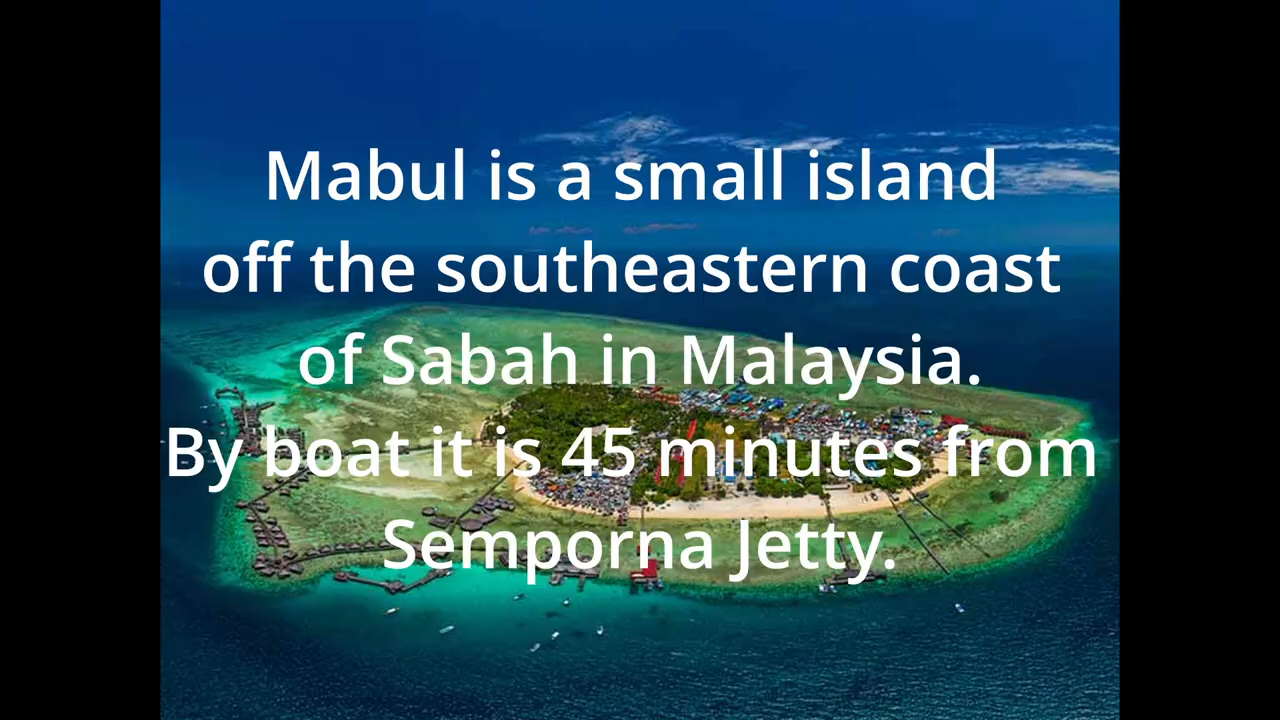 Mabul is a small island
off the southeastern coast
of Sabah in Malaysia.
By boat it is 45 minutes from
Semporna Jetty.